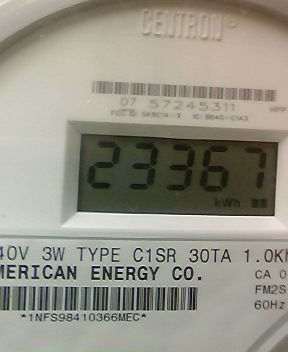 CENTRON®
07 57245311
23367
kWh
40V 3W TYPE C1SR 30TA 1.0Kh
MERICAN ENERGY CO.
CA 0
FM2S
60Hz
*1NFS98410366MEC*